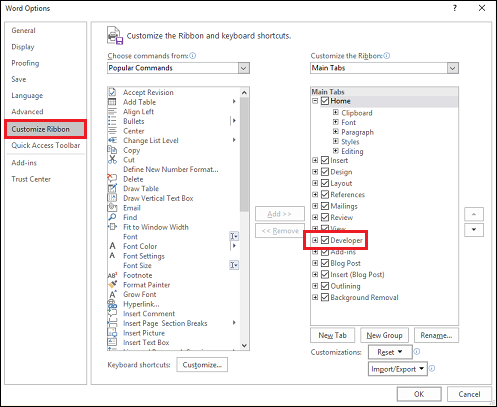 Word Options
?
General
Display
Proofing
Save
Language
Advanced
Customize Ribbon
Quick Access Toolbar
Add-ins
Trust Center
Customize the Ribbon and keyboard shortcuts.
Choose commands from:
Popular Commands
Accept Revision
Add Table
Align Left
Bullets
Center
Change List Level
Copy
Cut
Define New Number Format...
Delete
Draw Table
Draw Vertical Text Box
Email
Find
Fit to Window Width
Font
Font Color
Font Settings
Font Size
Footnote
Format Painter
Grow Font
Hyperlink...
Insert Comment
Insert Page Section Breaks
Insert Picture
Insert Text Box
Keyboard shortcuts: Customize...
Add >>
<< Remove
Customize the Ribbon:
Main Tabs
Main Tabs
Home
Clipboard
Font
Paragraph
Styles
Editing
Insert
Design
Layout
References
Mailings
Review
View
Developer
Add-ins
Blog Post
Insert (Blog Post)
Outlining
Background Removal
New Tab New Group Rename...
Customizations: Reset
Import/Export
OK Cancel